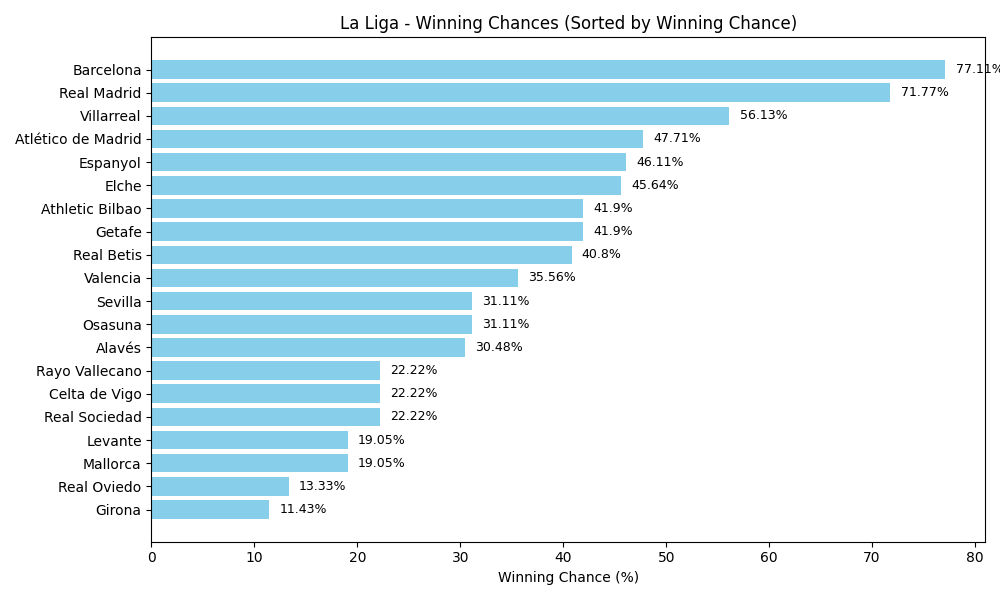 La Liga - Winning Chances (Sorted by Winning Chance)
Barcelona 77.11%
Real Madrid 71.77%
Villarreal 56.13%
Atlético de Madrid 47.71%
Espanyol 46.11%
Elche 45.64%
Athletic Bilbao 41.9%
Getafe 41.9%
Real Betis 40.8%
Valencia 35.56%
Sevilla 31.11%
Osasuna 31.11%
Alavés 30.48%
Rayo Vallecano 22.22%
Celta de Vigo 22.22%
Real Sociedad 22.22%
Levante 19.05%
Mallorca 19.05%
Real Oviedo 13.33%
Girona 11.43%
0 10 20 30 40 50 60 70 80
Winning Chance (%)